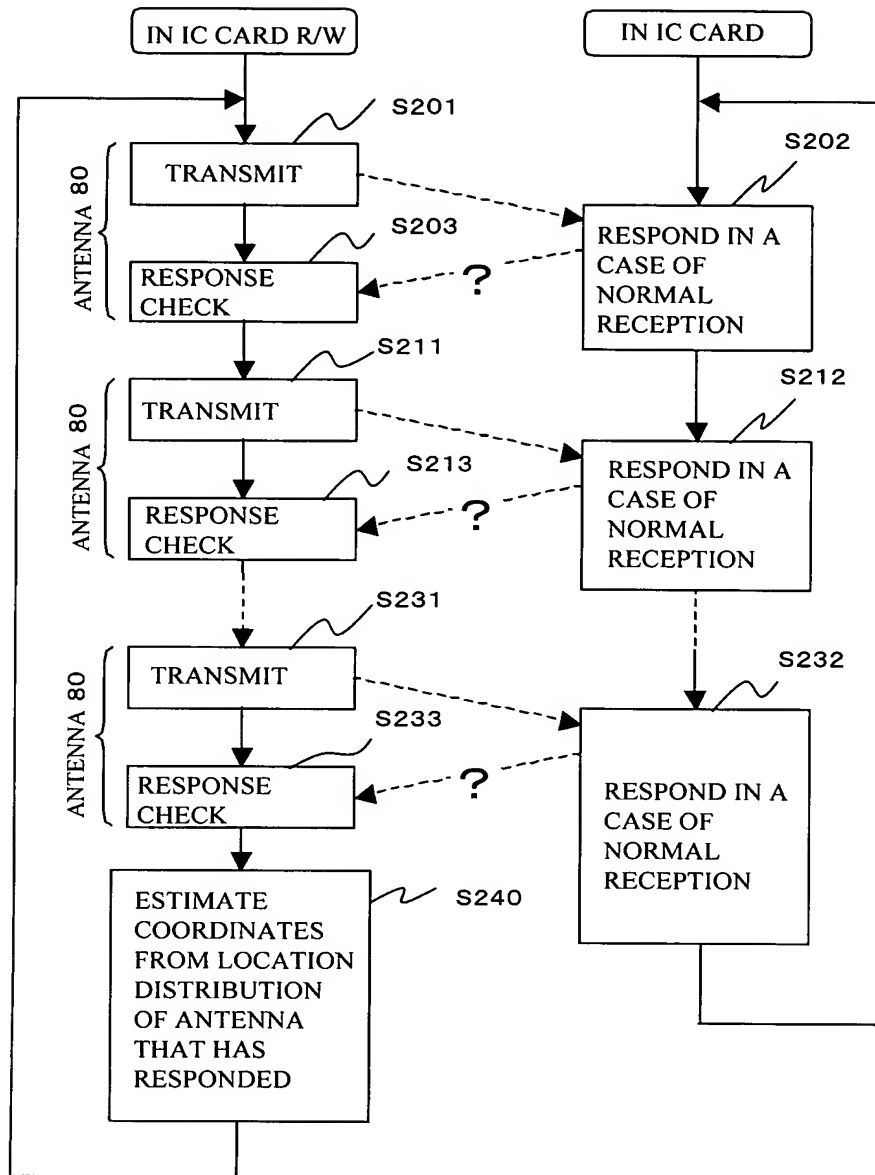 IN IC CARD R/W
IN IC CARD
S201
S202
ANTENNA 80
TRANSMIT
S203
RESPONSE
CHECK
?
RESPOND IN A
CASE OF
NORMAL
RECEPTION
S211
S212
ANTENNA 80
TRANSMIT
S213
RESPONSE
CHECK
?
RESPOND IN A
CASE OF
NORMAL
RECEPTION
S231
S232
ANTENNA 80
TRANSMIT
S233
RESPONSE
CHECK
?
RESPOND IN A
CASE OF
NORMAL
RECEPTION
S240
ESTIMATE
COORDINATES
FROM LOCATION
DISTRIBUTION
OF ANTENNA
THAT HAS
RESPONDED